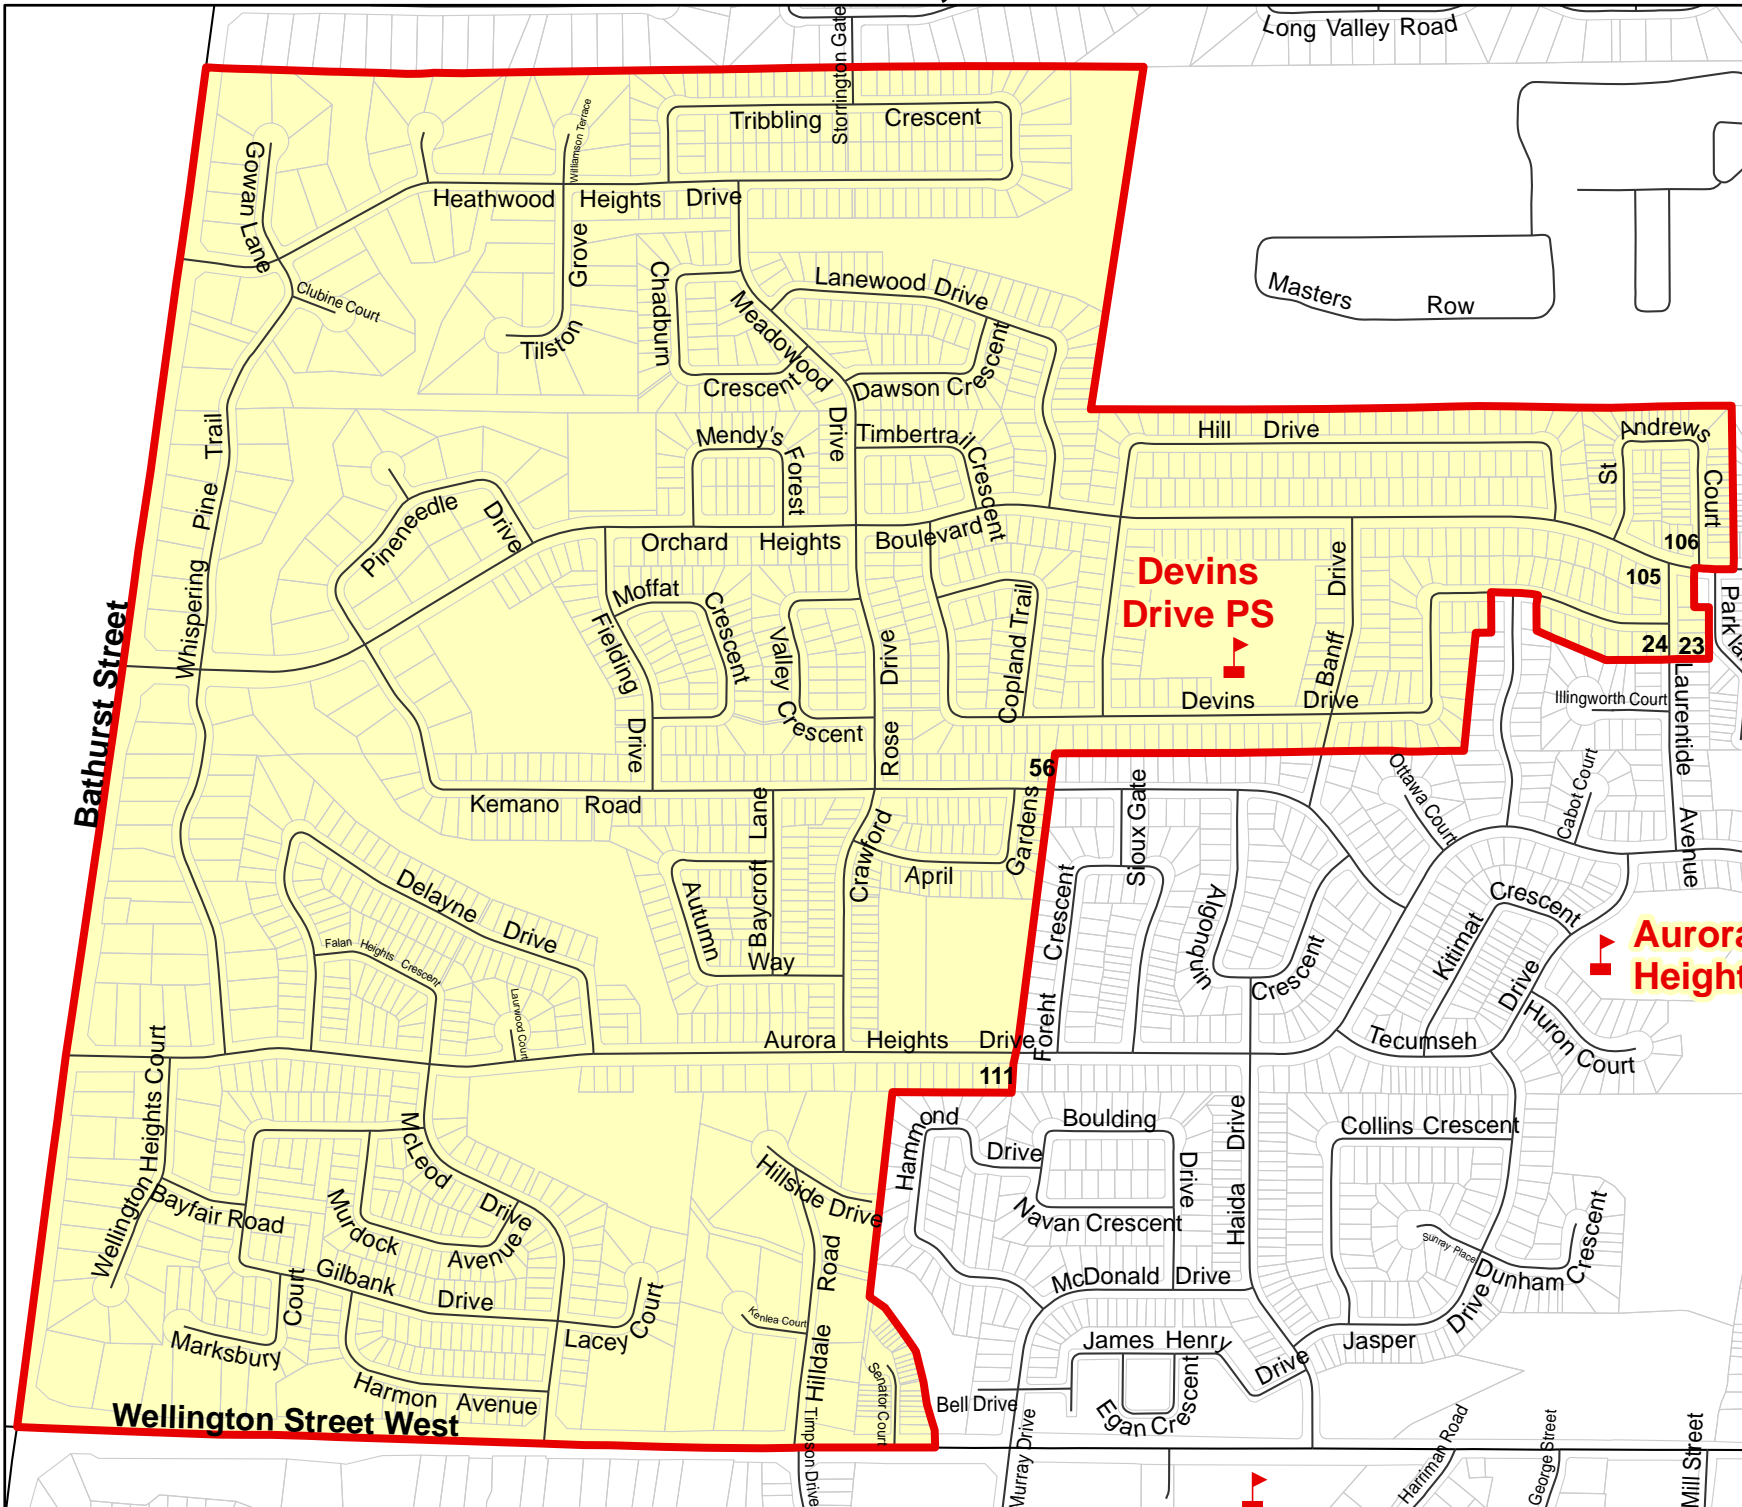 Long Valley Road
Storrington Gate
Tribbling Crescent
Williamson Terrace
Gowan Lane
Heathwood Heights Drive
Tilston Grove
Clubine Court
Chadburn Crescent
Meadowood Drive
Lanewood Drive
Dawson Crescent
Masters Row
Mendy's Forest
Timbertrail Crescent
Hill Drive
St Andrews Court
Whispering Pine Trail
Pineneedle Drive
Orchard Heights Boulevard
106
105
24
23
Devins
Drive PS
Banff Drive
Moffat Crescent
Fielding Drive
Valley Crescent
Rose Drive
Copland Trail
Devins Drive
Park
Illingworth Court
Laurentide Avenue
Bathurst Street
56
Kemano Road
Baycroft Lane
Crawford
April Gardens
Sioux Gate
Ottawa Court
Cabot Court
Autumn Way
Delayne Drive
Falan Heights Crescent
Laurwood Court
Foreht Crescent
Algonquin Crescent
Kitimat Crescent
Aurora
Height
Tecumseh Drive
Huron Court
Aurora Heights Drive
111
Wellington Heights Court
McLeod Drive
Murdock Avenue
Bayfair Road
Gilbank Drive
Marksbury Court
Harmon Avenue
Lacey Court
Hillside Drive
Hilldale Road
Kenlea Court
Senator Court
Hammond Drive
Boulding Drive
Navan Crescent
Haida Drive
McDonald Drive
Collins Crescent
Sunray Place
Dunham Crescent
Jasper Drive
James Henry Drive
Egan Crescent
Bell Drive
Wellington Street West
Timpson Drive
Murray Drive
Harriman Road
George Street
Mill Street